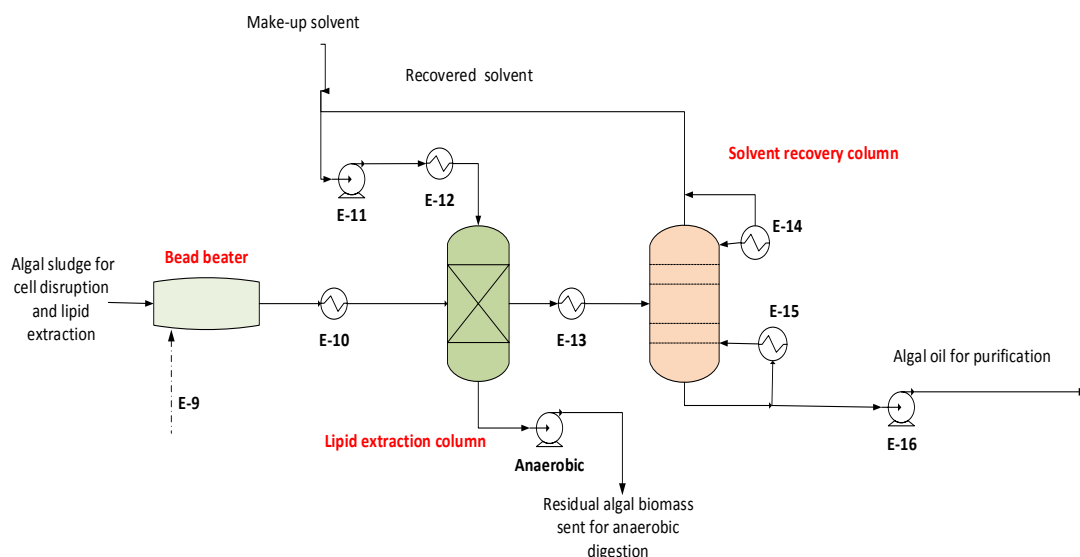 Make-up solvent
Recovered  solvent
Solvent recovery column
E-11
E-12
E-14
Bead beater
Algal sludge for
cell disruption
and lipid
extraction
E-10
E-13
E-15
Algal oil for purification
E-9
Lipid extraction column
Anaerobic
E-16
Residual algal biomass
sent for anaerobic
digestion